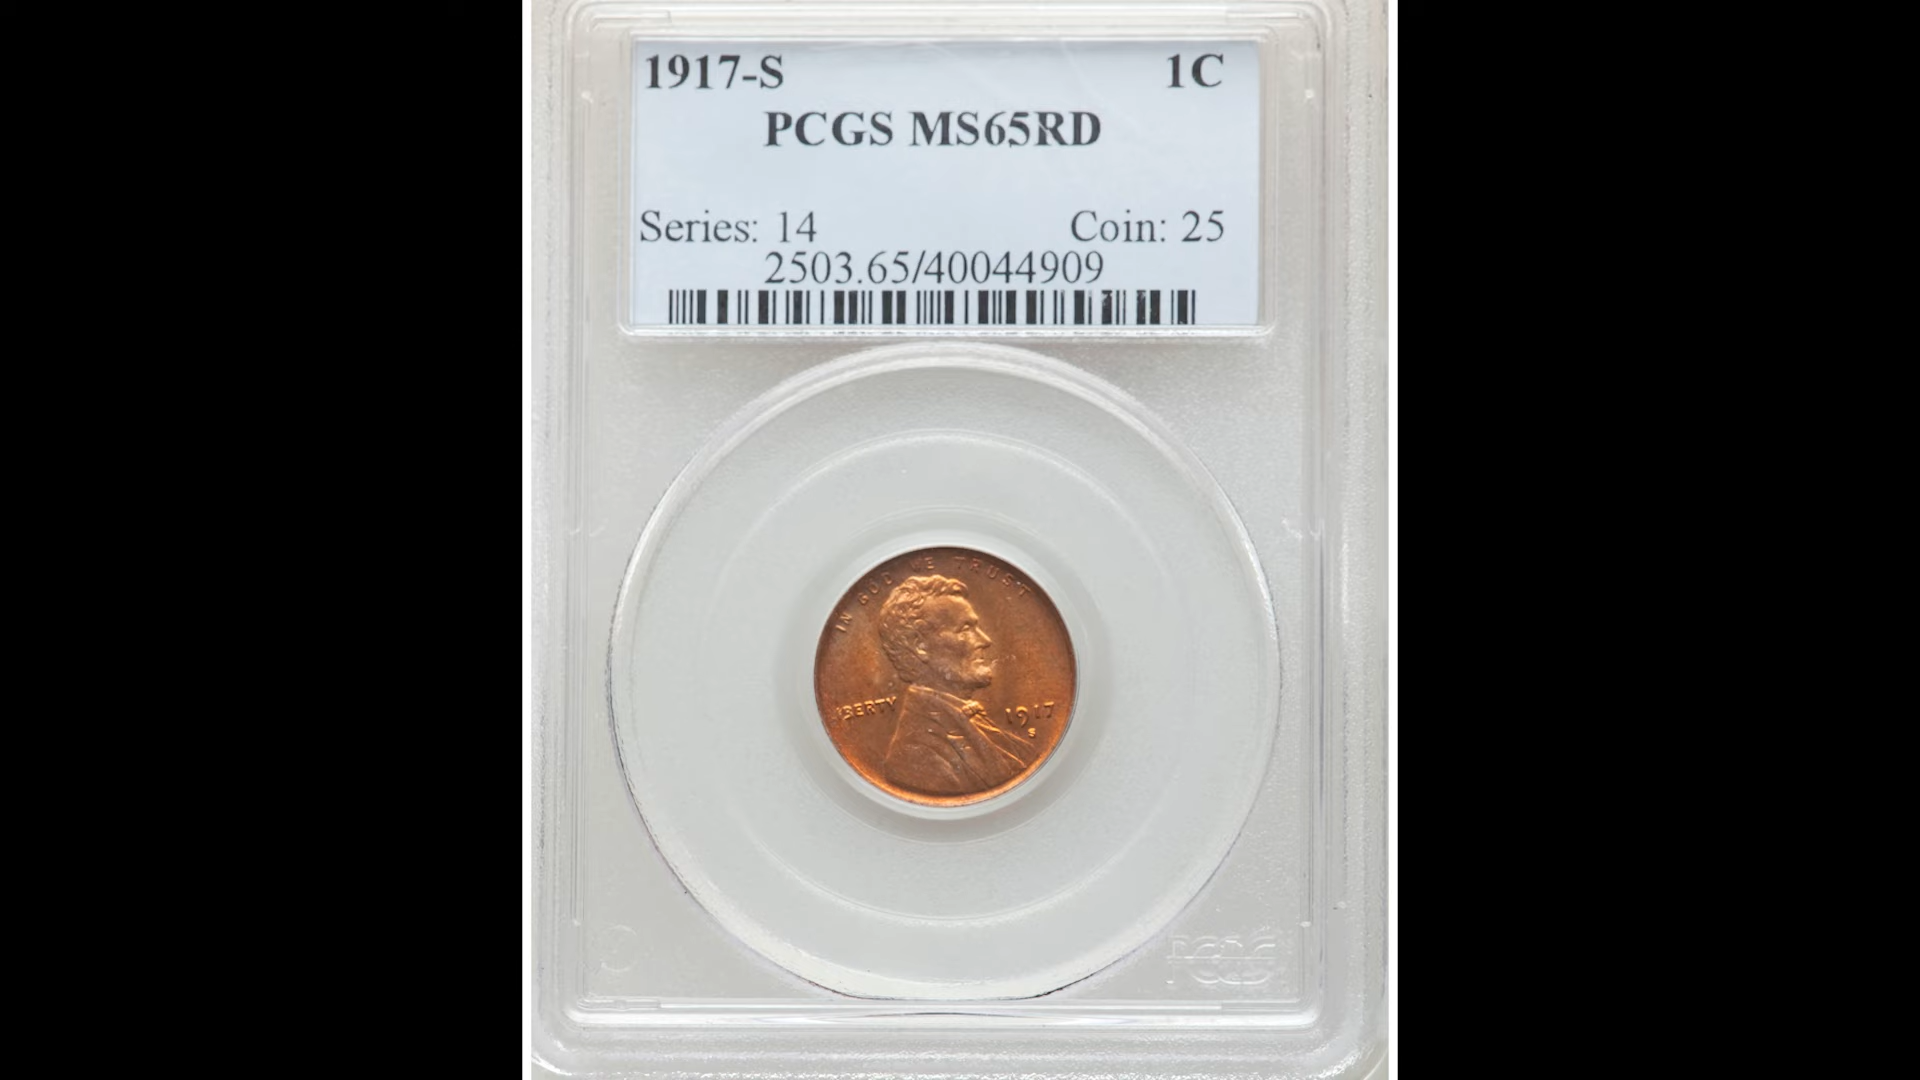 1917-S 1C
PCGS MS65RD
Series: 14 Coin: 25
2503.65/40044909
IN GOD WE TRUST
LIBERTY 1917
S
PCGS